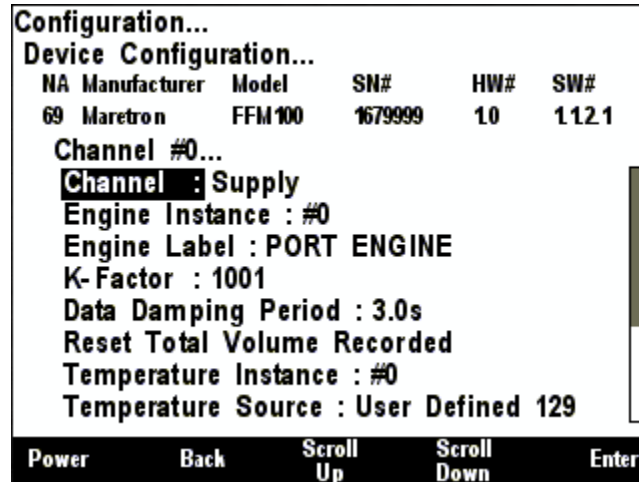 Configuration...
Device Configuration...
NA Manufacturer Model SN# HW# SW#
69 Maretron FFM100 1679999 1.0 1.1.2.1
Channel #0...
Channel : Supply
Engine Instance : #0
Engine Label : PORT ENGINE
K-Factor : 1001
Data Damping Period : 3.0s
Reset Total Volume Recorded
Temperature Instance : #0
Temperature Source : User Defined 129
Power Back Scroll Up Scroll Down Enter